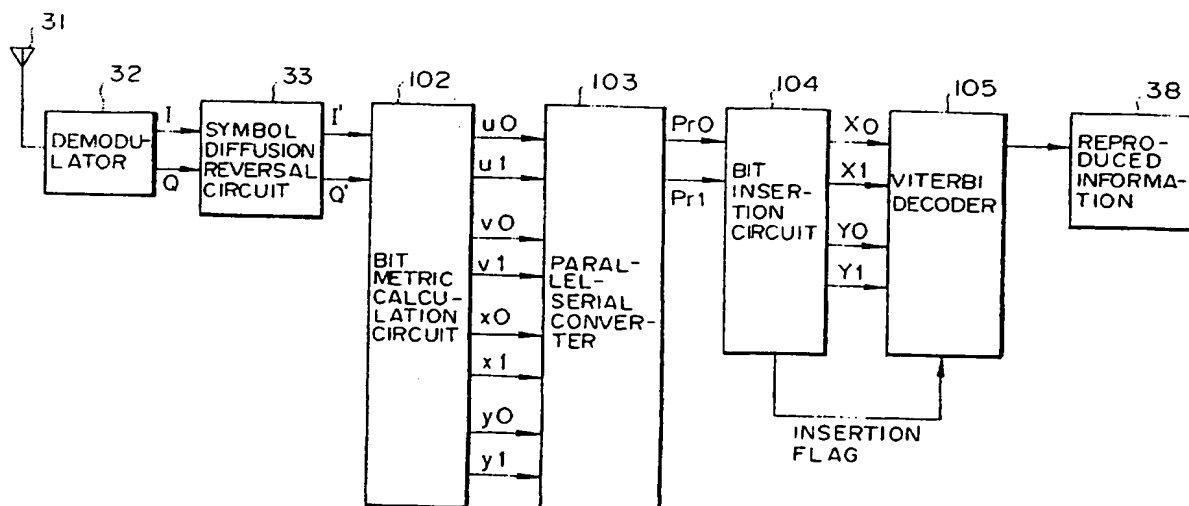 31
32
33
102
103
104
105
38
DEMODU-
LATOR
I
Q
SYMBOL
DIFFUSION
REVERSAL
CIRCUIT
I'
Q'
BIT
METRIC
CALCU-
LATION
CIRCUIT
u0
u1
v0
v1
x0
x1
y0
y1
PARAL-
LEL-
SERIAL
CONVER-
TER
Pr0
Pr1
BIT
INSER-
TION
CIRCUIT
X0
X1
Y0
Y1
VITERBI
DECODER
REPRO-
DUCED
INFORMA-
TION
INSERTION
FLAG